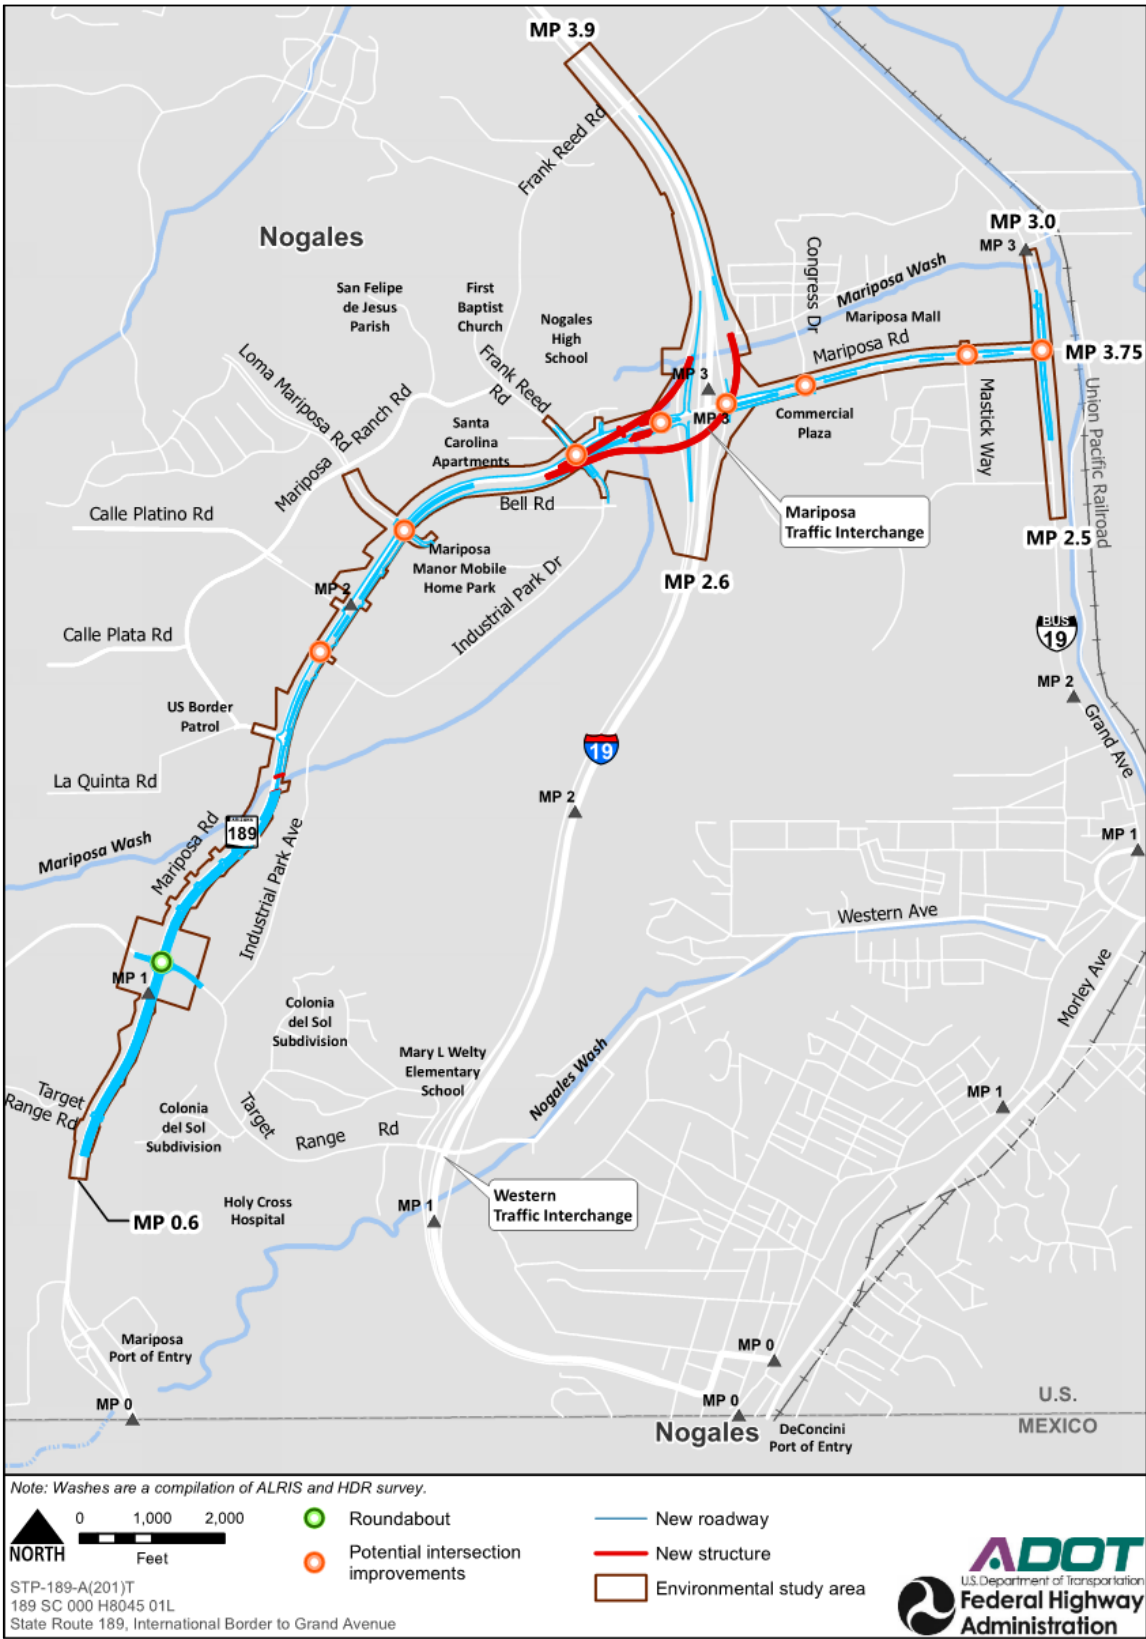 MP 3.9
Frank Reed Rd
Nogales
MP 3.0
MP 3
Congress Dr
Mariposa Wash
San Felipe
de Jesus
Parish
First
Baptist
Church
Nogales
High
School
Mariposa Mall
Mariposa Rd
MP 3.75
Loma Mariposa Rd
Frank Reed
Rd
MP 3
MP 3
Mariposa Ranch Rd
Santa
Carolina
Apartments
Commercial
Plaza
Mastick Way
Union Pacific Railroad
Bell Rd
Calle Platino Rd
Mariposa
Traffic Interchange
MP 2.5
Mariposa
Manor Mobile
Home Park
MP 2.6
MP 2
Industrial Park Dr
Calle Plata Rd
BUS
19
MP 2
US Border
Patrol
Grand Ave
19
La Quinta Rd
MP 2
Mariposa Rd
ARIZONA
189
MP 1
Mariposa Wash
Industrial Park Ave
Western Ave
MP 1
Morley Ave
Colonia
del Sol
Subdivision
Mary L Welty
Elementary
School
Nogales Wash
MP 1
Target
Range Rd
Colonia
del Sol
Subdivision
Target
Range
Rd
Holy Cross
Hospital
MP 1
Western
Traffic Interchange
MP 0.6
Mariposa
Port of Entry
MP 0
MP 0
MP 0
U.S.
MEXICO
Nogales
DeConcini
Port of Entry
Note: Washes are a compilation of ALRIS and HDR survey.
NORTH
0 1,000 2,000
Feet
Roundabout
Potential intersection
improvements
New roadway
New structure
Environmental study area
STP-189-A(201)T
189 SC 000 H8045 01L
State Route 189, International Border to Grand Avenue
ADOT
U.S. Department of Transportation
Federal Highway
Administration